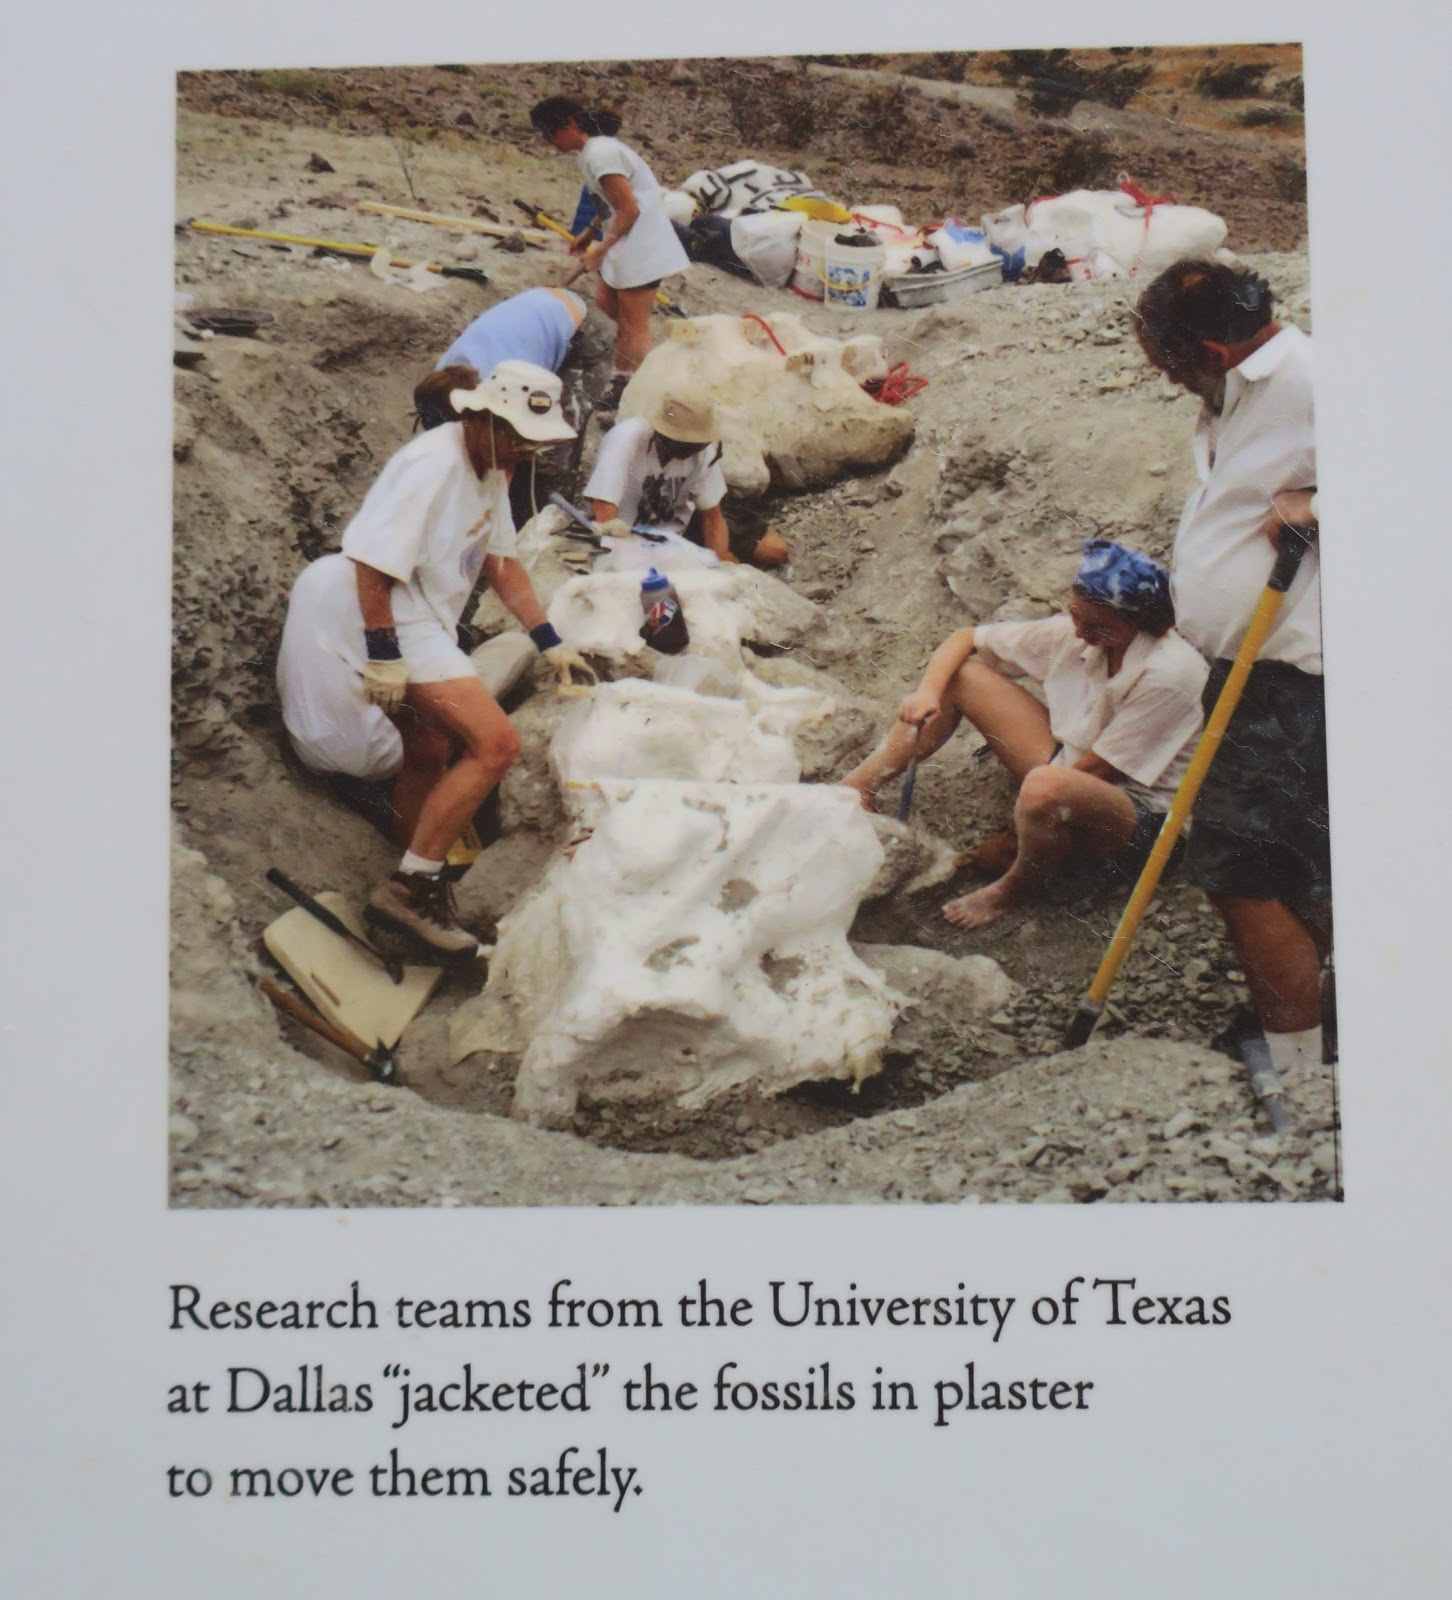 Research teams from the University of Texas
at Dallas “jacketed” the fossils in plaster
to move them safely.